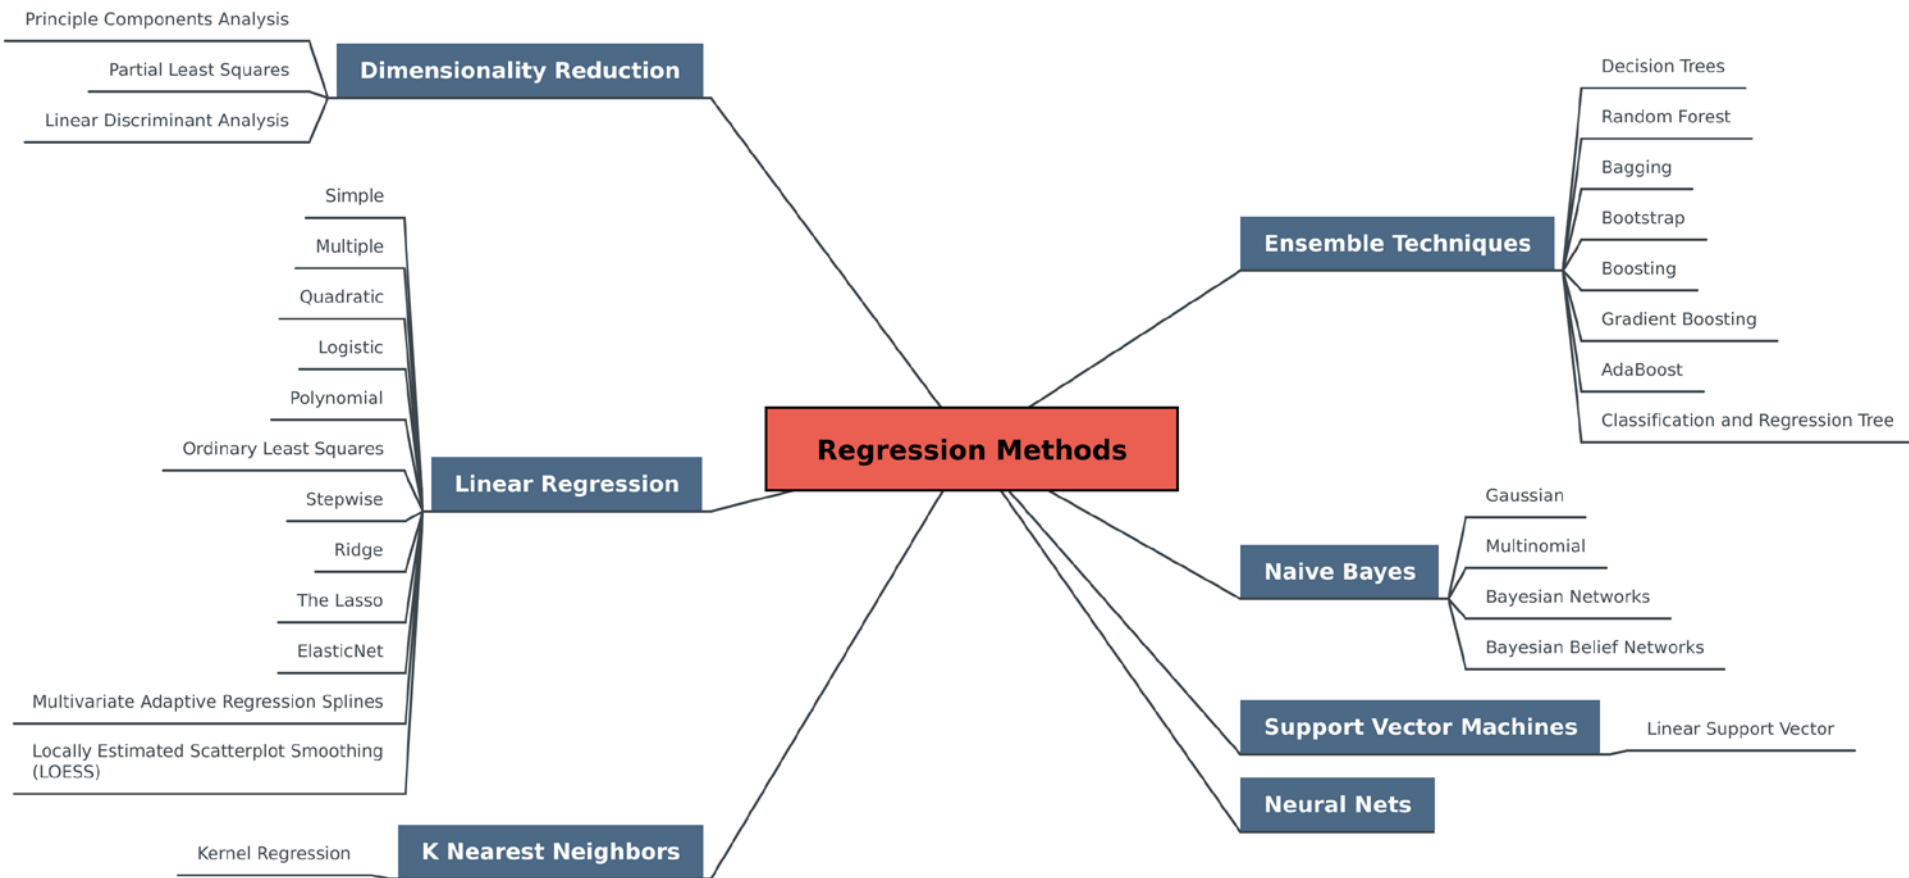 Principle Components Analysis
Partial Least Squares
Linear Discriminant Analysis
Dimensionality Reduction
Simple
Multiple
Quadratic
Logistic
Polynomial
Ordinary Least Squares
Stepwise
Ridge
The Lasso
ElasticNet
Multivariate Adaptive Regression Splines
Locally Estimated Scatterplot Smoothing
(LOESS)
Linear Regression
Kernel Regression
K Nearest Neighbors
Regression Methods
Ensemble Techniques
Decision Trees
Random Forest
Bagging
Bootstrap
Boosting
Gradient Boosting
AdaBoost
Classification and Regression Tree
Naive Bayes
Gaussian
Multinomial
Bayesian Networks
Bayesian Belief Networks
Support Vector Machines
Linear Support Vector
Neural Nets